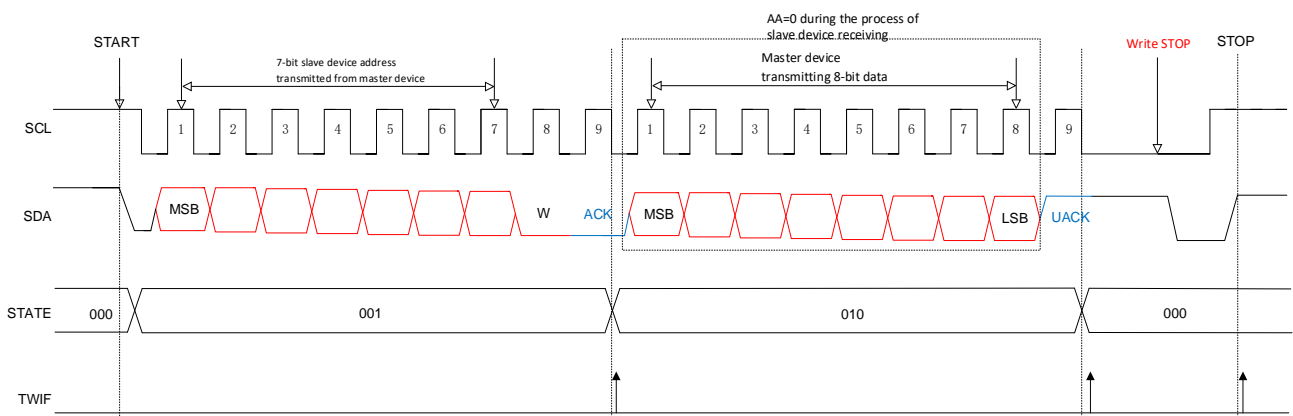 AA=0 during the process of
slave device receiving
START
Write STOP
STOP
7-bit slave device address
transmitted from master device
Master device
transmitting 8-bit data
SCL
1 2 3 4 5 6 7 8 9 1 2 3 4 5 6 7 8 9
SDA
MSB W ACK MSB LSB UACK
STATE
000 001 010 000
TWIF